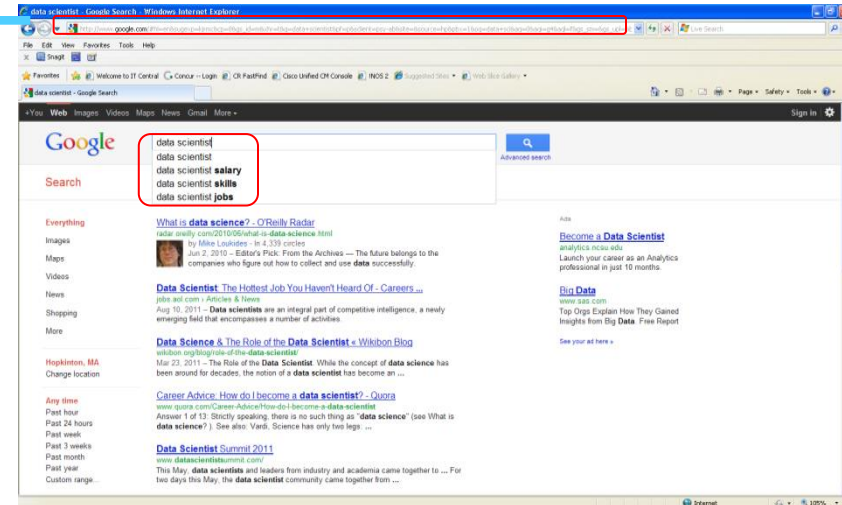 data scientist - Google Search - Windows Internet Explorer
Live Search
File Edit View Favorites Tools Help
x Snagit
Favorites Welcome to IT Central Concur -- Login CR FastFind Cisco Unified CM Console INOS 2 Suggested Sites Web Slice Gallery
data scientist - Google Search
Page Safety Tools
+You Web Images Videos Maps News Gmail More
Sign in
Google
data scientist
Advanced search
data scientist
data scientist salary
data scientist skills
data scientist jobs
Search
Everything
Images
Maps
Videos
News
Shopping
More
Hopkinton, MA
Change location
Any time
Past hour
Past 24 hours
Past week
Past 3 weeks
Past month
Past year
Custom range...
What is data science? - O'Reilly Radar
radar.oreilly.com/2010/06/what-is-data-science.html
by Mike Loukides - In 4,339 circles
Jun 2, 2010 – Editor's Pick: From the Archives — The future belongs to the
companies who figure out how to collect and use data successfully.
Data Scientist: The Hottest Job You Haven't Heard Of - Careers ...
jobs.aol.com › Articles & News
Aug 10, 2011 – Data scientists are an integral part of competitive intelligence, a newly
emerging field that encompasses a number of activities.
Data Science & The Role of the Data Scientist « Wikibon Blog
wikibon.org/blog/role-of-the-data-scientist/
Mar 23, 2011 – The Role of the Data Scientist. While the concept of data science has
been around for decades, the notion of a data scientist has become an ...
Career Advice: How do I become a data scientist? - Quora
www.quora.com/Career-Advice/How-do-I-become-a-data-scientist
Answer 1 of 13: Strictly speaking, there is no such thing as "data science" (see What is
data science? ). See also: Vardi, Science has only two legs. ...
Data Scientist Summit 2011
www.datascientistsummit.com/
This May, data scientists and leaders from industry and academia came together to ... For
two days this May, the data scientist community came together from ...
Ads
Become a Data Scientist
analytics.ncsu.edu
Launch your career as an Analytics
professional in just 10 months.
Big Data
www.sas.com
Top Orgs Explain How They Gained
Insights from Big Data. Free Report
See your ad here »
Internet
105%